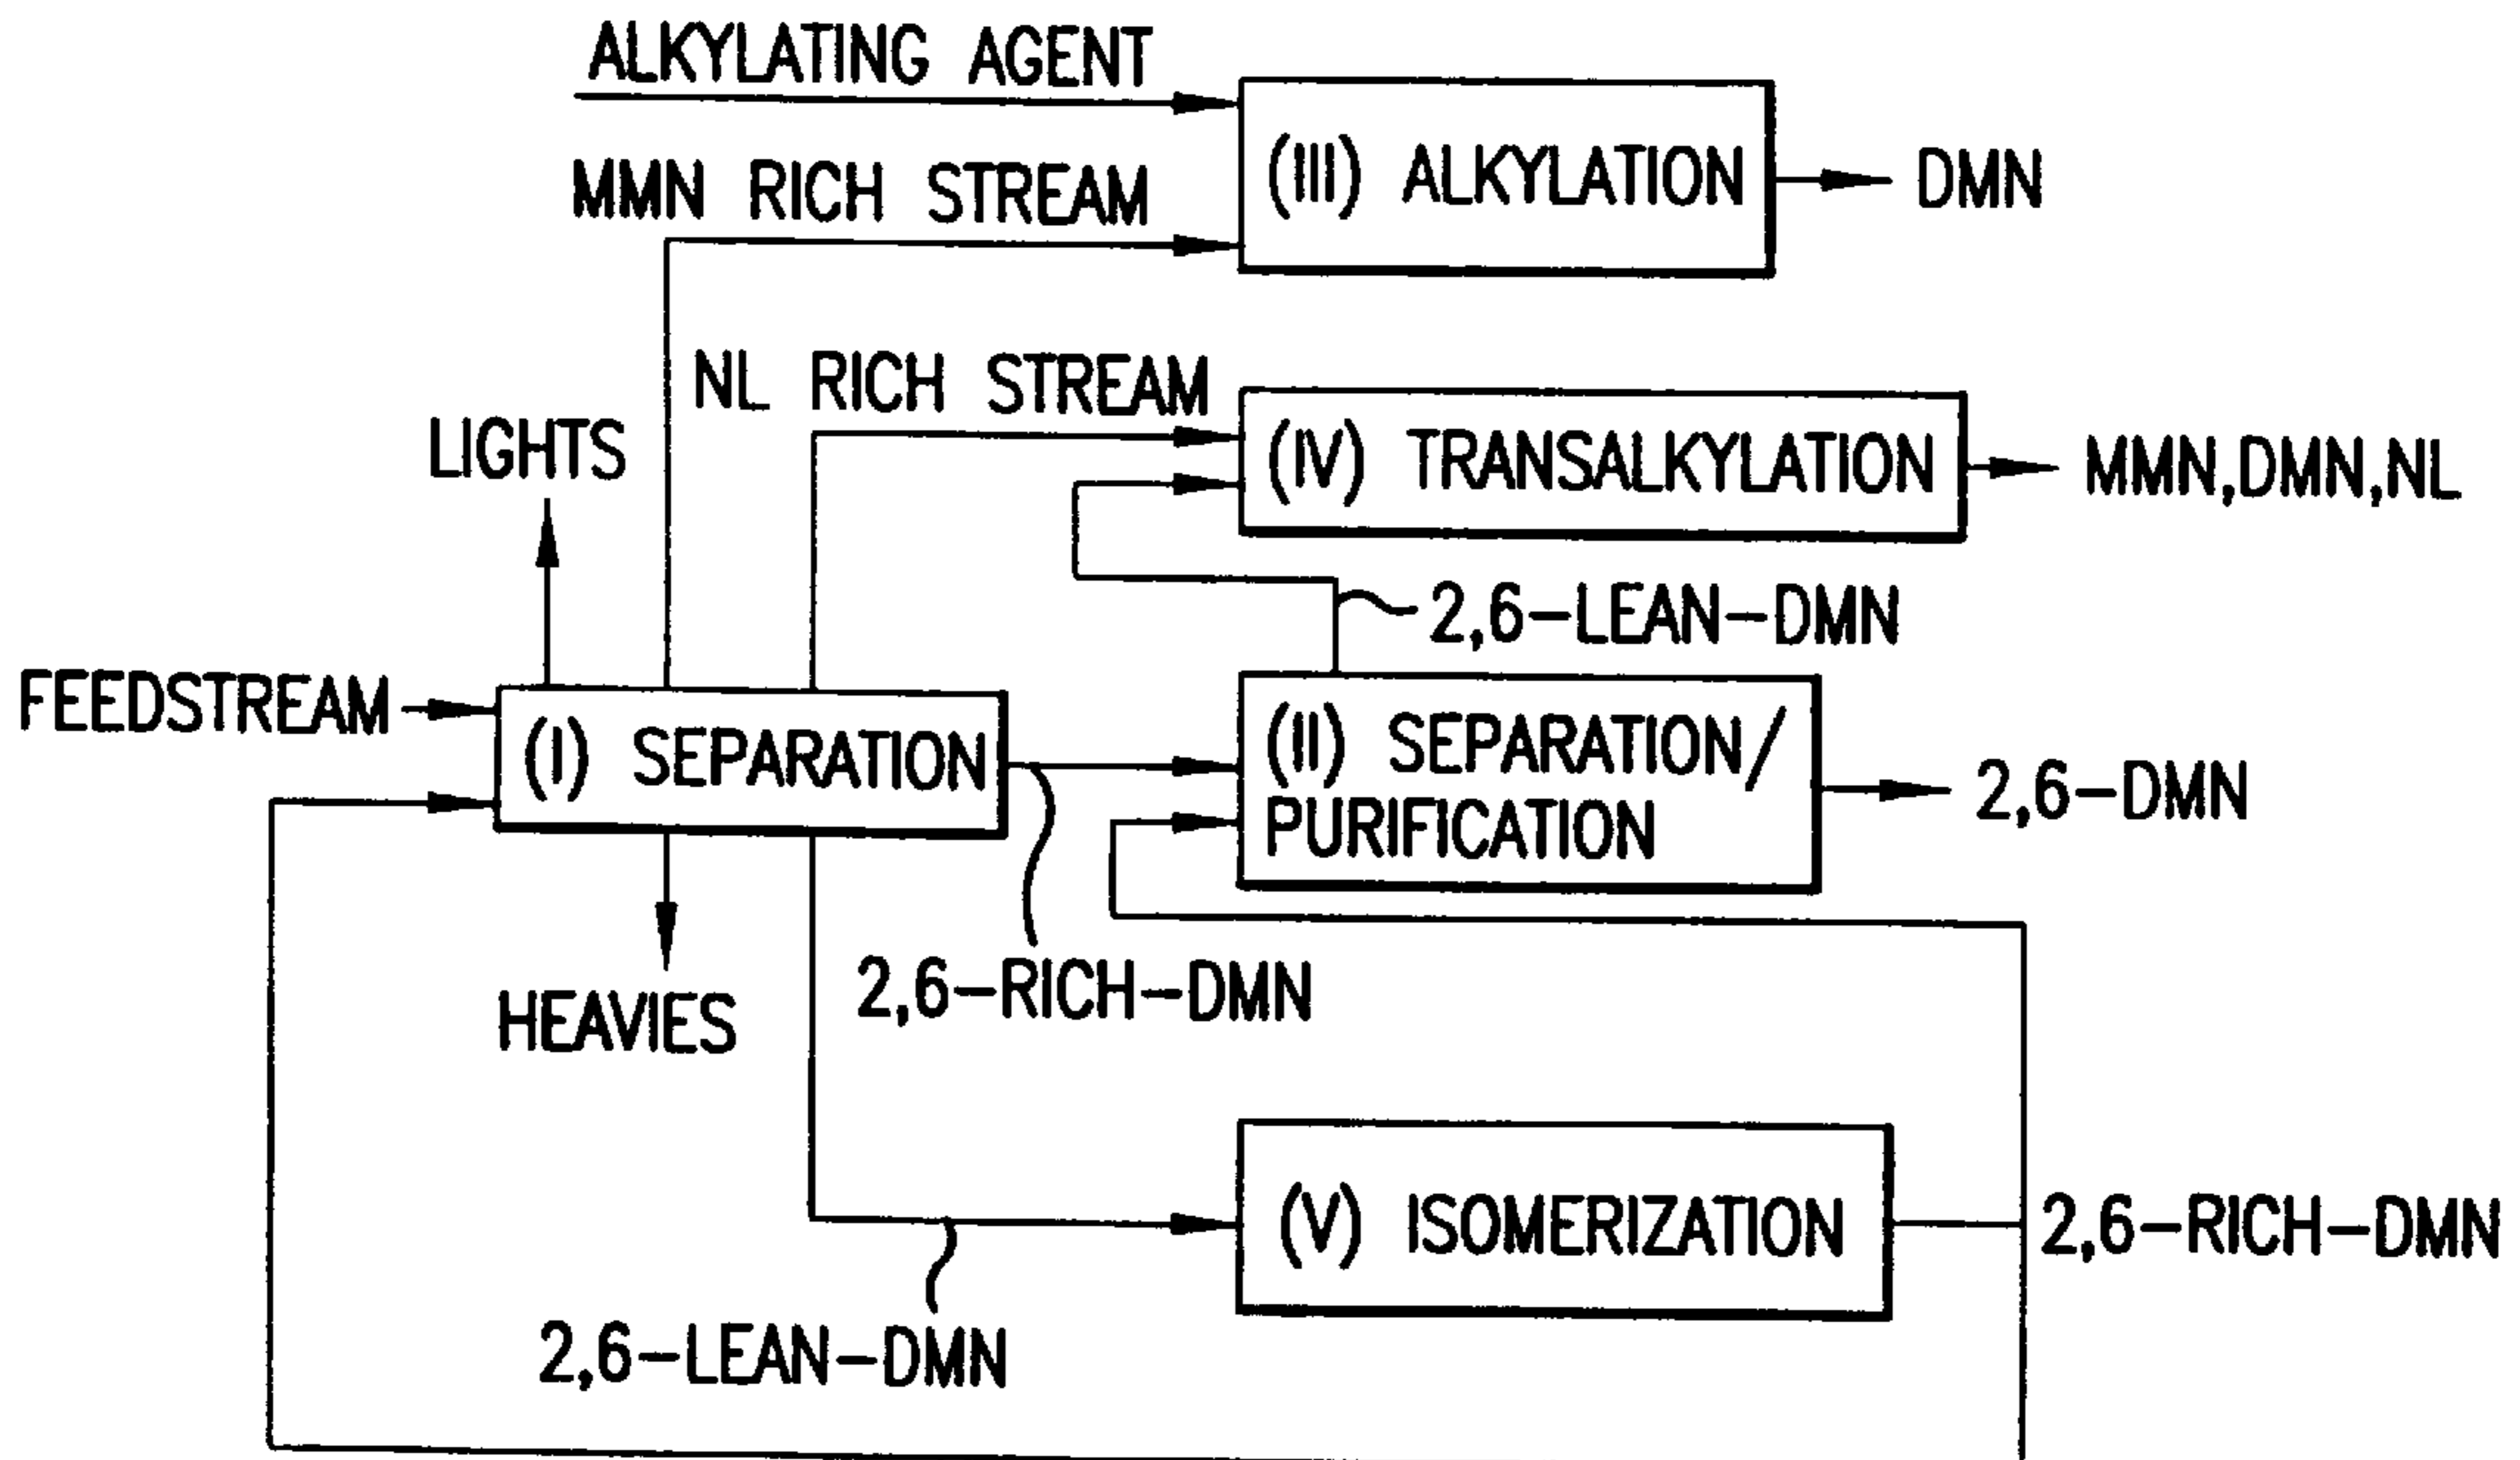 ALKYLATING AGENT
MMN RICH STREAM
(III) ALKYLATION
DMN
NL RICH STREAM
LIGHTS
(IV) TRANSALKYLATION
MMN,DMN,NL
2,6-LEAN-DMN
FEEDSTREAM
(I) SEPARATION
(II) SEPARATION/
PURIFICATION
2,6-DMN
2,6-RICH-DMN
HEAVIES
(V) ISOMERIZATION
2,6-RICH-DMN
2,6-LEAN-DMN